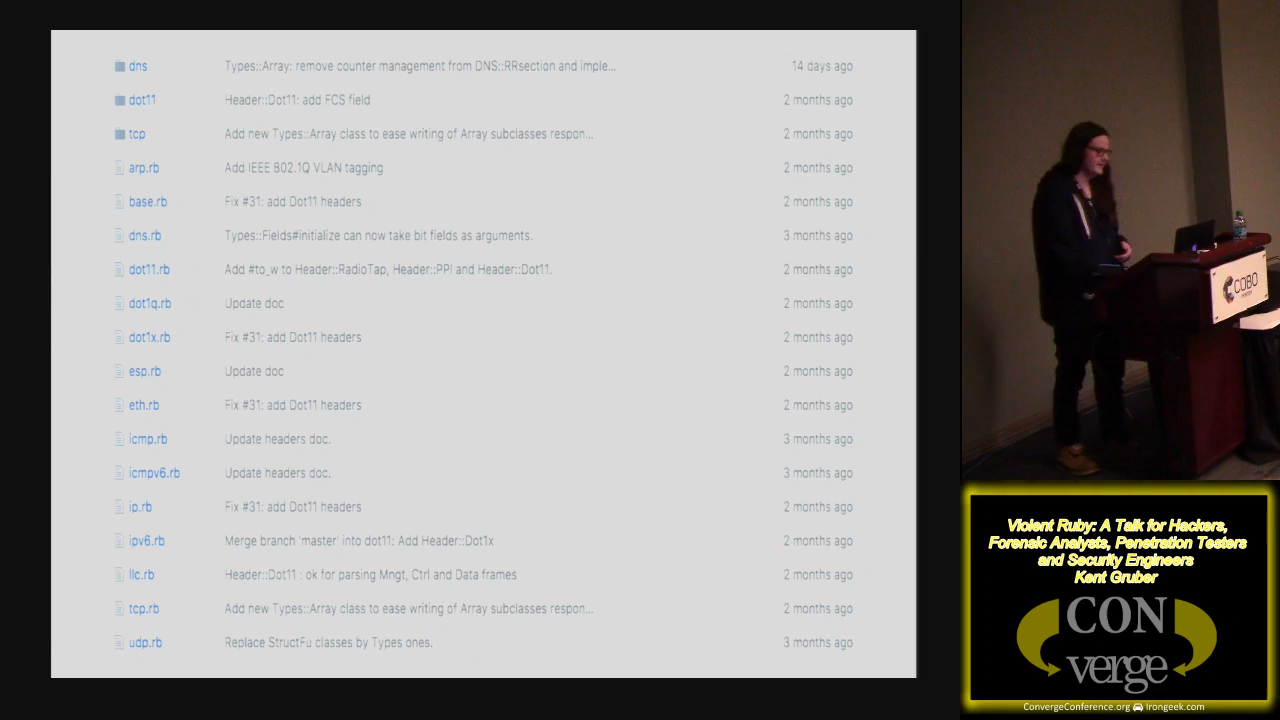 dns Types::Array: remove counter management from DNS::RRsection and imple... 14 days ago
dot11 Header::Dot11: add FCS field 2 months ago
tcp Add new Types::Array class to ease writing of Array subclasses respon... 2 months ago
arp.rb Add IEEE 802.1Q VLAN tagging 2 months ago
base.rb Fix #31: add Dot11 headers 2 months ago
dns.rb Types::Fields#initialize can now take bit fields as arguments. 3 months ago
dot11.rb Add #to_w to Header::RadioTap, Header::PPI and Header::Dot11. 2 months ago
dot1q.rb Update doc 2 months ago
dot1x.rb Fix #31: add Dot11 headers 2 months ago
esp.rb Update doc 2 months ago
eth.rb Fix #31: add Dot11 headers 2 months ago
icmp.rb Update headers doc. 3 months ago
icmpv6.rb Update headers doc. 3 months ago
ip.rb Fix #31: add Dot11 headers 2 months ago
ipv6.rb Merge branch 'master' into dot11: Add Header::Dot1x 2 months ago
llc.rb Header::Dot11 : ok for parsing Mngt, Ctrl and Data frames 2 months ago
tcp.rb Add new Types::Array class to ease writing of Array subclasses respon... 2 months ago
udp.rb Replace StructFu classes by Types ones. 3 months ago
COBO
Violent Ruby: A Talk for Hackers,
Forensic Analysts, Penetration Testers
and Security Engineers
Kent Gruber
CON
verge
ConvergeConference.org Irongeek.com